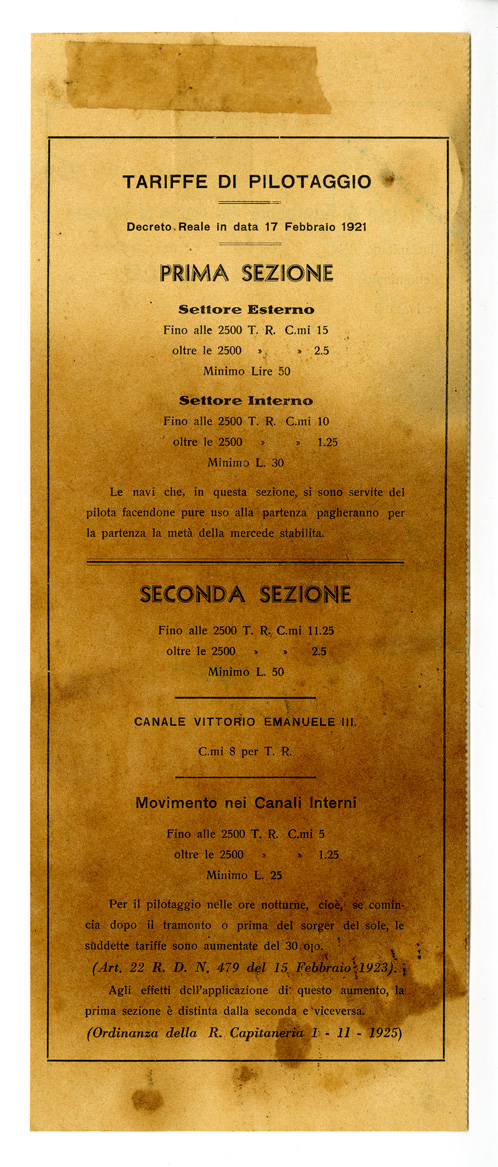 TARIFFE DI PILOTAGGIO
Decreto Reale in data 17 Febbraio 1921
PRIMA SEZIONE
Settore Esterno
Fino alle 2500 T. R. C.mi 15
oltre le 2500 » » 2.5
Minimo Lire 50
Settore Interno
Fino alle 2500 T. R. C.mi 10
oltre le 2500 » » 1.25
Minimo L. 30
Le navi che, in questa sezione, si sono servite del
pilota facendone pure uso alla partenza pagheranno per
la partenza la metà della mercede stabilita.
SECONDA SEZIONE
Fino alle 2500 T. R. C.mi 11.25
oltre le 2500 » » 2.5
Minimo L. 50
CANALE VITTORIO EMANUELE III.
C.mi 8 per T. R.
Movimento nei Canali Interni
Fino alle 2500 T. R. C.mi 5
oltre le 2500 » » 1.25
Minimo L. 25
Per il pilotaggio nelle ore notturne, cioè, se comin-
cia dopo il tramonto o prima del sorger del sole, le
suddette tariffe sono aumentate del 30 o|o.
(Art. 22 R. D. N. 479 del 15 Febbraio 1923).
Agli effetti dell'applicazione di questo aumento, la
prima sezione è distinta dalla seconda e viceversa.
(Ordinanza della R. Capitaneria 1 - 11 - 1925)